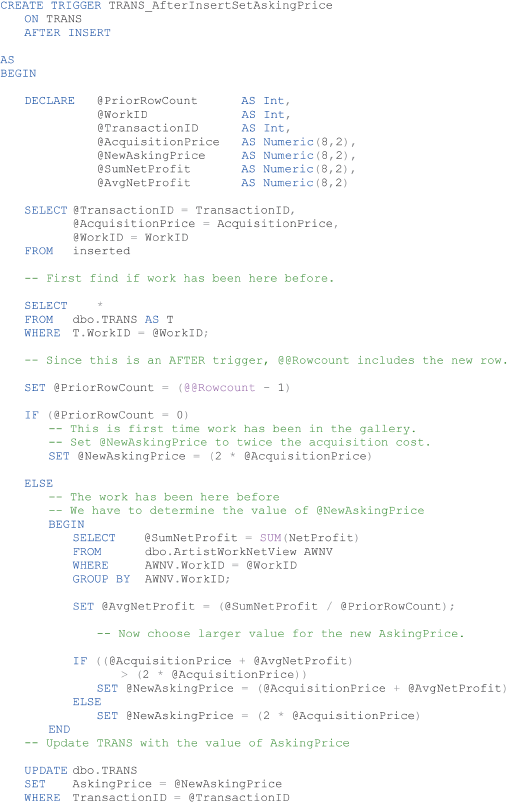 CREATE TRIGGER TRANS_AfterInsertSetAskingPrice
ON TRANS
AFTER INSERT
AS
BEGIN
DECLARE @PriorRowCount AS Int,
@WorkID AS Int,
@TransactionID AS Int,
@AcquisitionPrice AS Numeric(8,2),
@NewAskingPrice AS Numeric(8,2),
@SumNetProfit AS Numeric(8,2),
@AvgNetProfit AS Numeric(8,2)
SELECT @TransactionID = TransactionID,
@AcquisitionPrice = AcquisitionPrice,
@WorkID = WorkID
FROM inserted
-- First find if work has been here before.
SELECT *
FROM dbo.TRANS AS T
WHERE T.WorkID = @WorkID;
-- Since this is an AFTER trigger, @@Rowcount includes the new row.
SET @PriorRowCount = (@@Rowcount - 1)
IF (@PriorRowCount = 0)
-- This is first time work has been in the gallery.
-- Set @NewAskingPrice to twice the acquisition cost.
SET @NewAskingPrice = (2 * @AcquisitionPrice)
ELSE
-- The work has been here before
-- We have to determine the value of @NewAskingPrice
BEGIN
SELECT @SumNetProfit = SUM(NetProfit)
FROM dbo.ArtistWorkNetView AWNV
WHERE AWNV.WorkID = @WorkID
GROUP BY AWNV.WorkID;
SET @AvgNetProfit = (@SumNetProfit / @PriorRowCount);
-- Now choose larger value for the new AskingPrice.
IF ((@AcquisitionPrice + @AvgNetProfit)
> (2 * @AcquisitionPrice))
SET @NewAskingPrice = (@AcquisitionPrice + @AvgNetProfit)
ELSE
SET @NewAskingPrice = (2 * @AcquisitionPrice)
END
-- Update TRANS with the value of AskingPrice
UPDATE dbo.TRANS
SET AskingPrice = @NewAskingPrice
WHERE TransactionID = @TransactionID